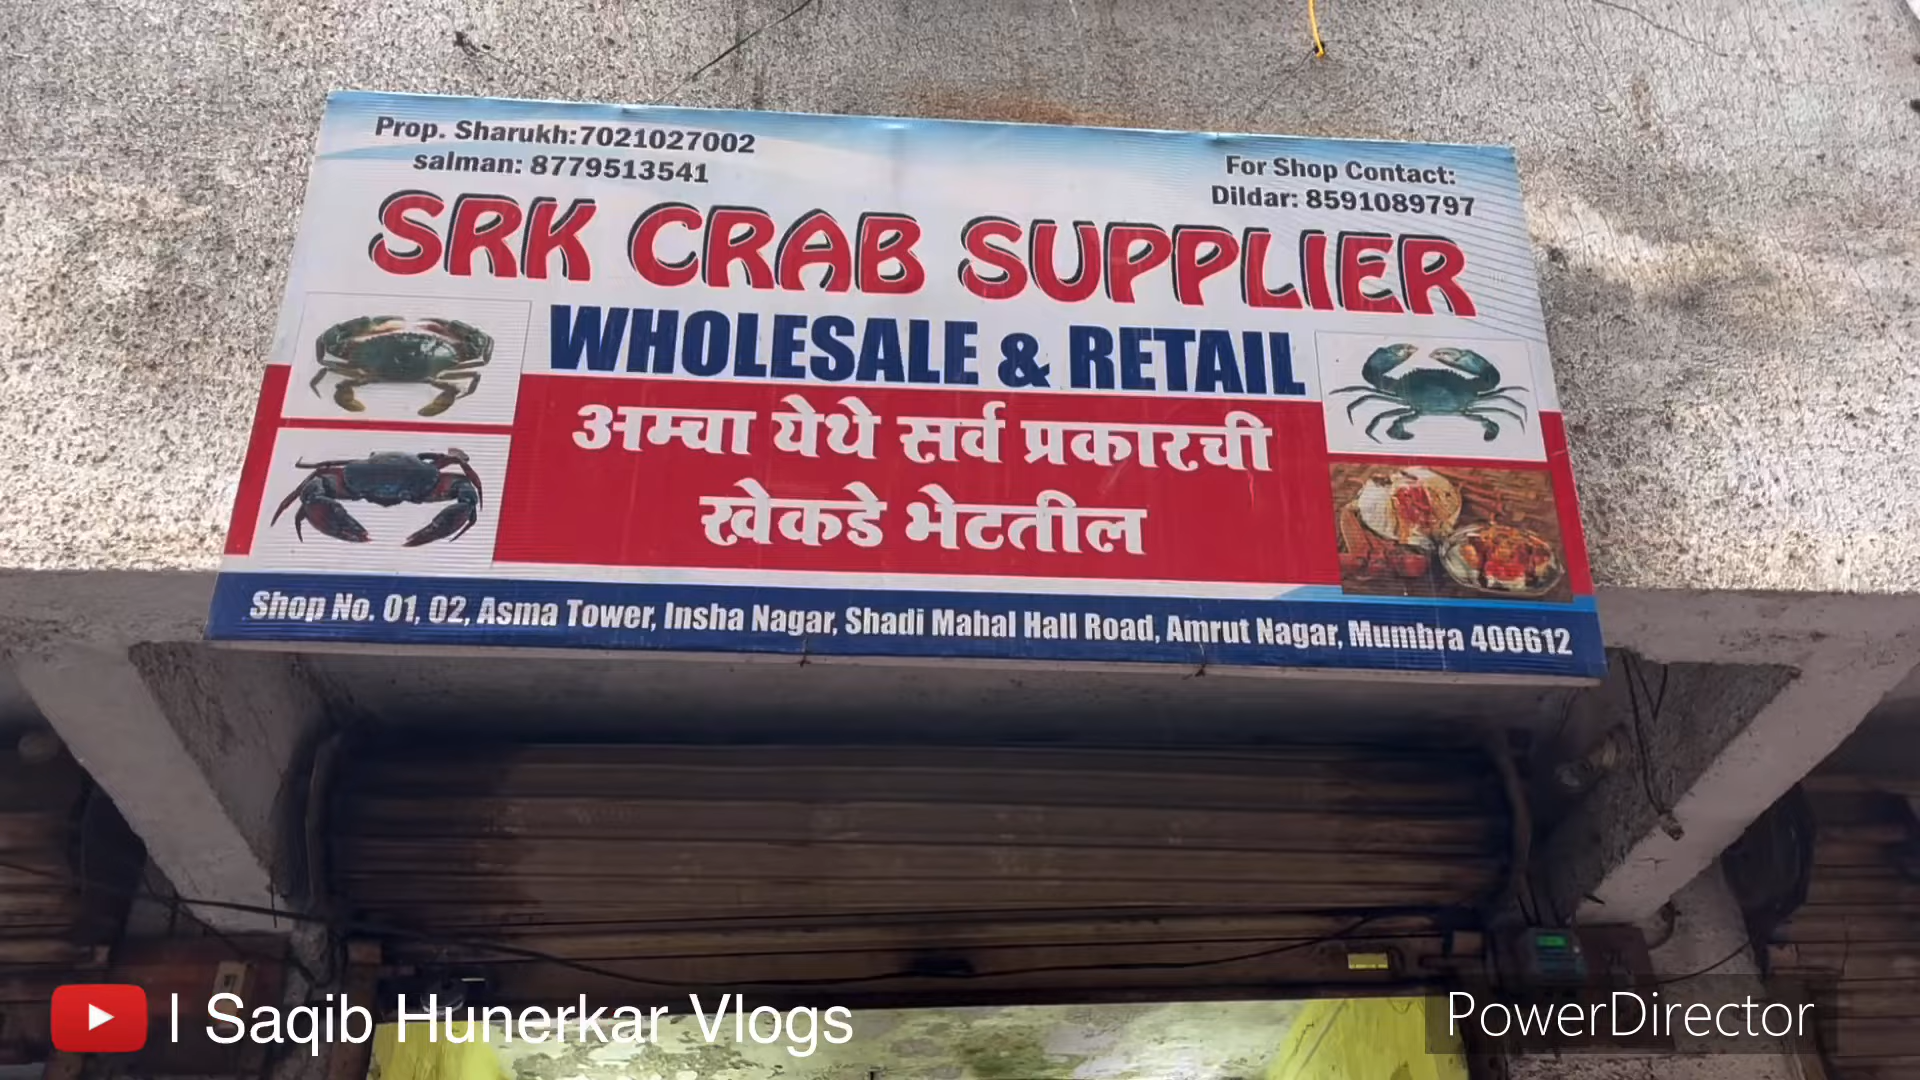 Prop. Sharukh:7021027002
salman: 8779513541
For Shop Contact:
Dildar: 8591089797
SRK CRAB SUPPLIER
WHOLESALE & RETAIL
अम्चा येथे सर्व प्रकारची
खेकडे भेटतील
Shop No. 01, 02, Asma Tower, Insha Nagar, Shadi Mahal Hall Road, Amrut Nagar, Mumbra 400612
| Saqib Hunerkar Vlogs
PowerDirector